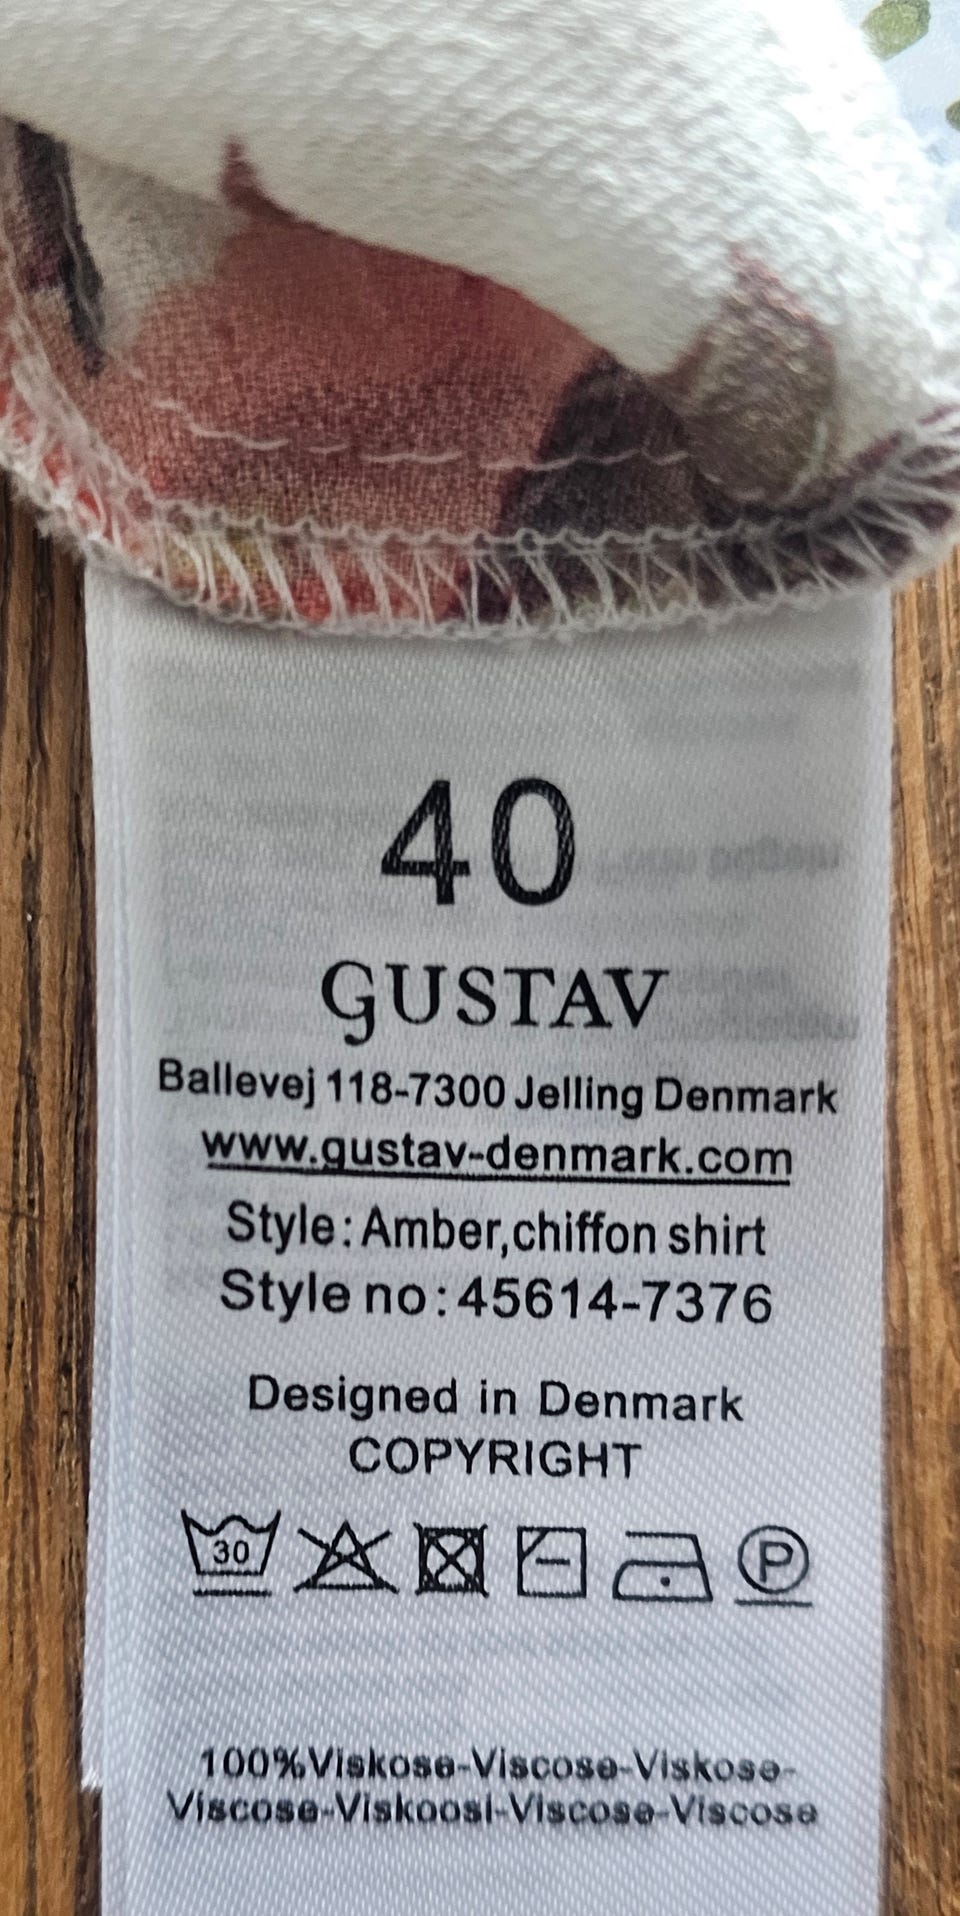 40
GUSTAV
Ballevej 118-7300 Jelling Denmark
www.gustav-denmark.com
Style: Amber,chiffon shirt
Style no: 45614-7376
Designed in Denmark
COPYRIGHT
30
P
100%Viskose-Viscose-Viskose-
Viscose-Viskoosi-Viscose-Viscose